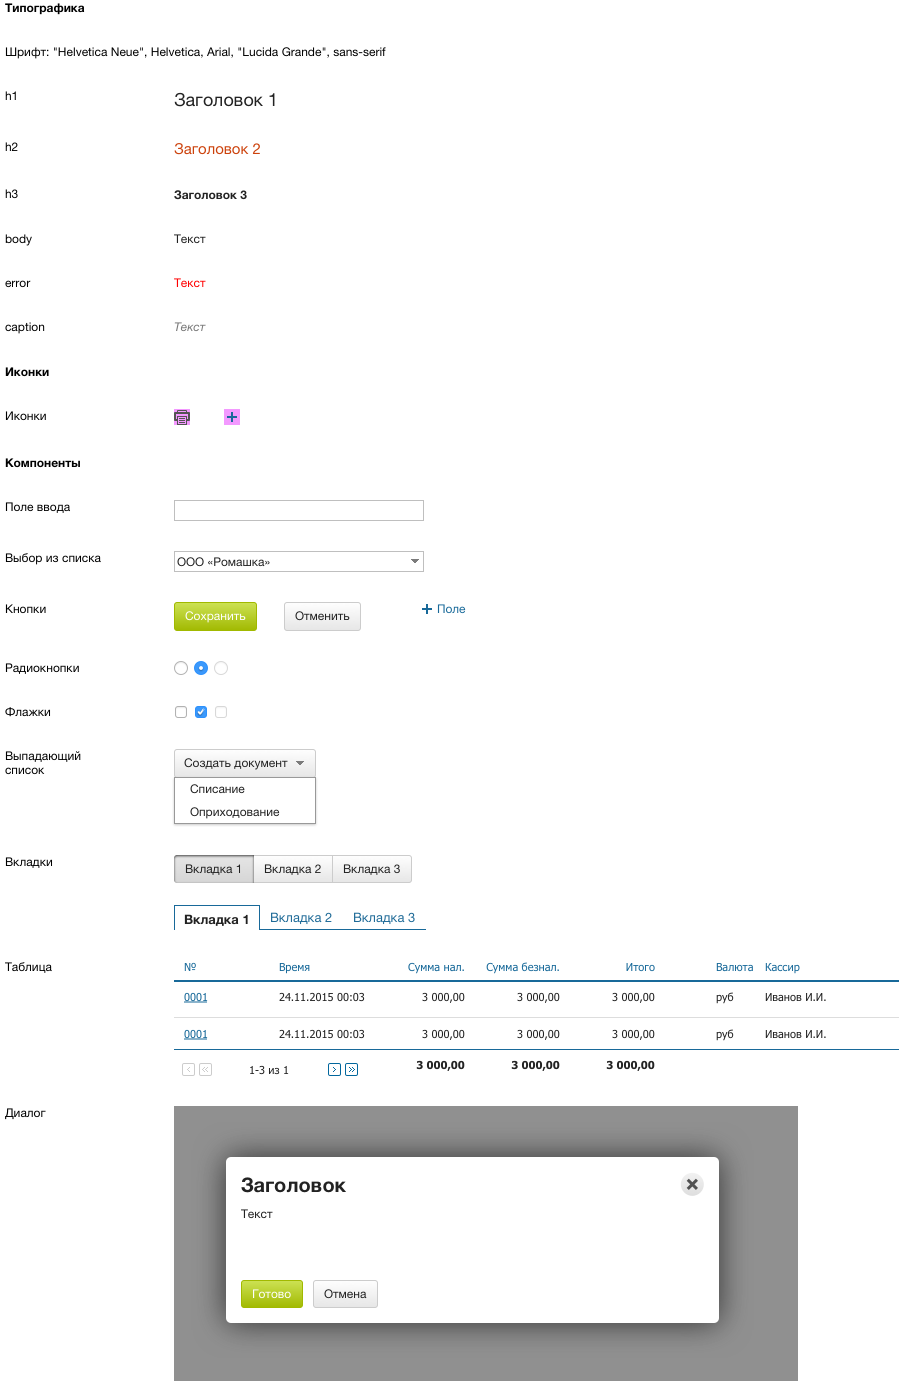 Типографика
Шрифт: "Helvetica Neue", Helvetica, Arial, "Lucida Grande", sans-serif
h1 Заголовок 1
h2 Заголовок 2
h3 Заголовок 3
body Текст
error Текст
caption Текст
Иконки
Иконки
Компоненты
Поле ввода
Выбор из списка ООО «Ромашка»
Кнопки Сохранить Отменить + Поле
Радиокнопки
Флажки
Выпадающий
список
Создать документ
Списание
Оприходование
Вкладки Вкладка 1 Вкладка 2 Вкладка 3
Вкладка 1 Вкладка 2 Вкладка 3
Таблица № Время Сумма нал. Сумма безнал. Итого Валюта Кассир
0001 24.11.2015 00:03 3 000,00 3 000,00 3 000,00 руб Иванов И.И.
0001 24.11.2015 00:03 3 000,00 3 000,00 3 000,00 руб Иванов И.И.
‹ « 1-3 из 1 › » 3 000,00 3 000,00 3 000,00
Диалог
Заголовок
Текст
Готово Отмена